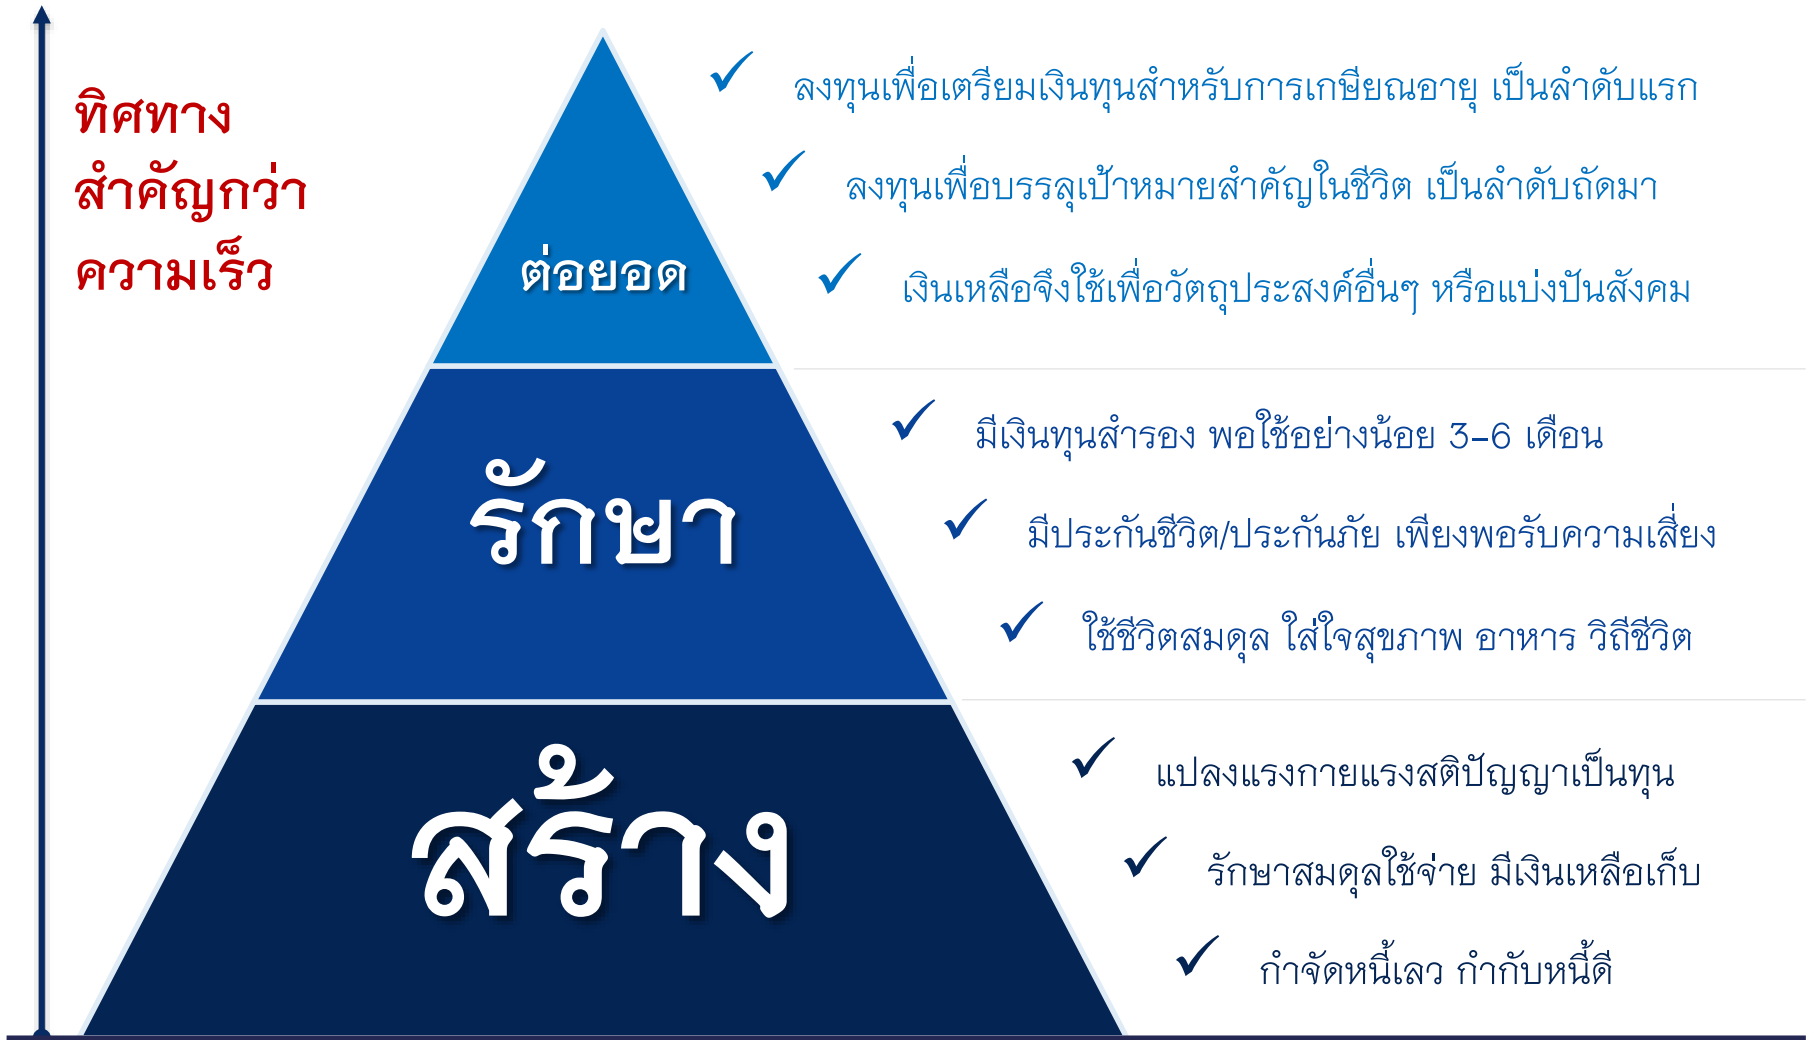 ทิศทาง
สำคัญกว่า
ความเร็ว
ต่อยอด
ลงทุนเพื่อเตรียมเงินทุนสำหรับการเกษียณอายุ เป็นลำดับแรก
ลงทุนเพื่อบรรลุเป้าหมายสำคัญในชีวิต เป็นลำดับถัดมา
เงินเหลือจึงใช้เพื่อวัตถุประสงค์อื่นๆ หรือแบ่งปันสังคม
รักษา
มีเงินทุนสำรอง พอใช้อย่างน้อย 3-6 เดือน
มีประกันชีวิต/ประกันภัย เพียงพอรับความเสี่ยง
ใช้ชีวิตสมดุล ใส่ใจสุขภาพ อาหาร วิถีชีวิต
สร้าง
แปลงแรงกายแรงสติปัญญาเป็นทุน
รักษาสมดุลใช้จ่าย มีเงินเหลือเก็บ
กำจัดหนี้เลว กำกับหนี้ดี